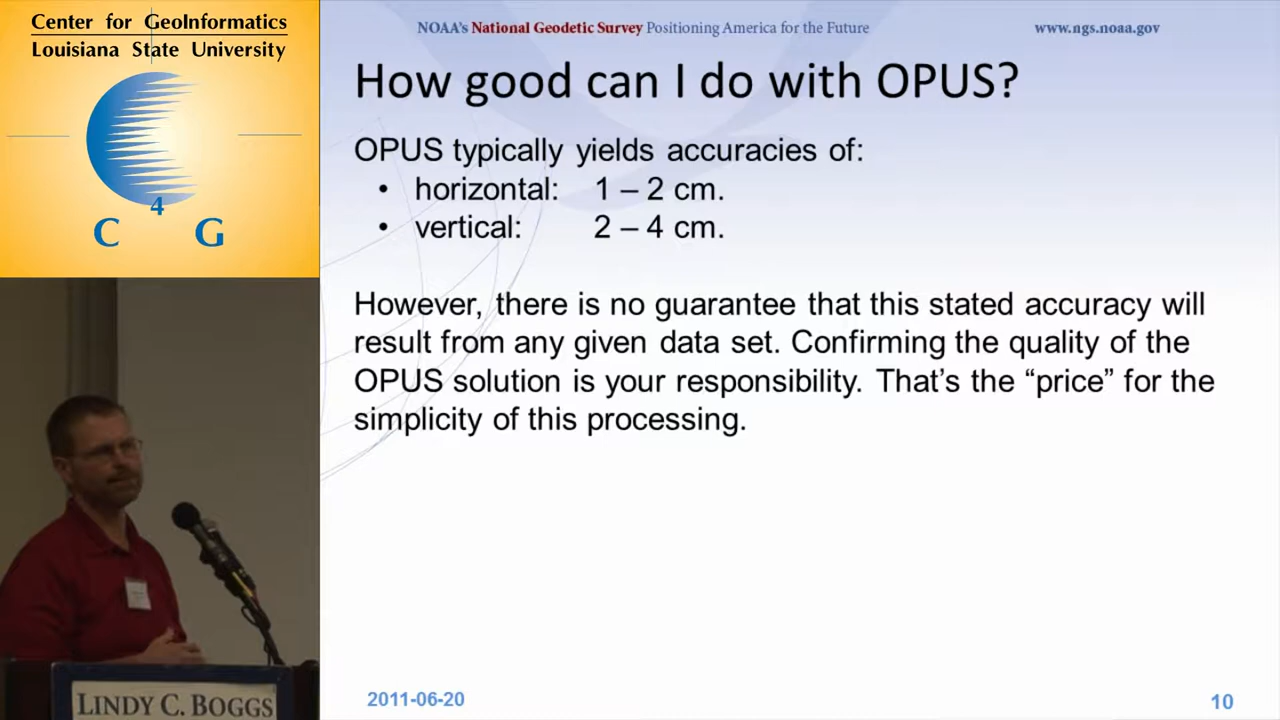 Center for GeoInformatics
Louisiana State University
C 4 G
NOAA's National Geodetic Survey Positioning America for the Future
www.ngs.noaa.gov
How good can I do with OPUS?
OPUS typically yields accuracies of:
• horizontal: 1 – 2 cm.
• vertical: 2 – 4 cm.
However, there is no guarantee that this stated accuracy will
result from any given data set. Confirming the quality of the
OPUS solution is your responsibility. That's the “price” for the
simplicity of this processing.
LINDY C. BOGGS
2011-06-20
10